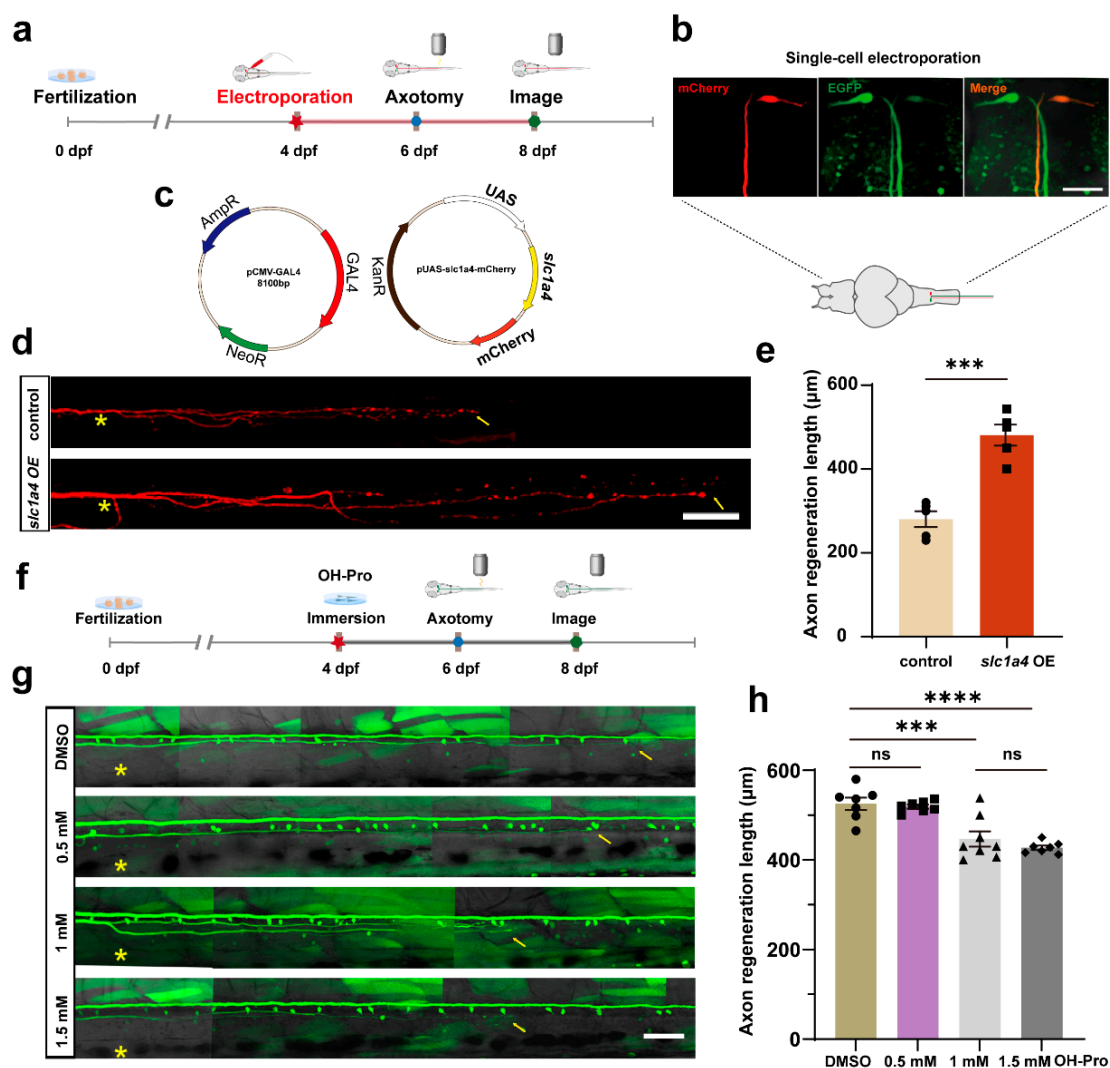 a
Fertilization
Electroporation
Axotomy
Image
0 dpf
4 dpf
6 dpf
8 dpf
b
Single-cell electroporation
mCherry
EGFP
Merge
c
AmpR
pCMV-GAL4
8100bp
GAL4
NeoR
UAS
KanR
pUAS-slc1a4-mCherry
slc1a4
mCherry
d
control
slc1a4 OE
*
*
e
Axon regeneration length (μm)
600
400
200
0
***
control
slc1a4 OE
f
OH-Pro
Fertilization
Immersion
Axotomy
Image
0 dpf
4 dpf
6 dpf
8 dpf
g
DMSO
*
0.5 mM
*
1 mM
*
1.5 mM
*
h
Axon regeneration length (μm)
600
400
200
0
****
***
ns
ns
DMSO
0.5 mM
1 mM
1.5 mM OH-Pro